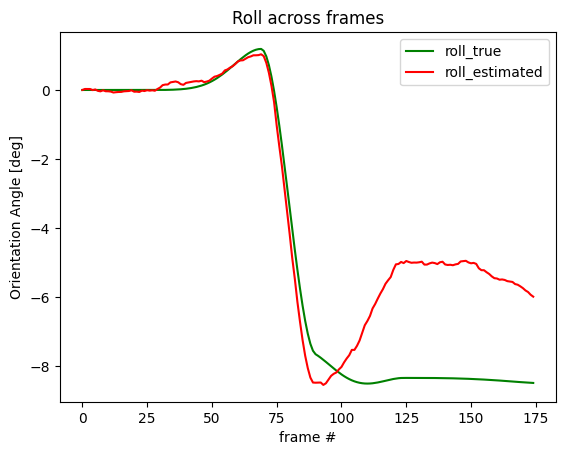 Roll across frames
roll_true
roll_estimated
Orientation Angle [deg]
0
−2
−4
−6
−8
0 25 50 75 100 125 150 175
frame #